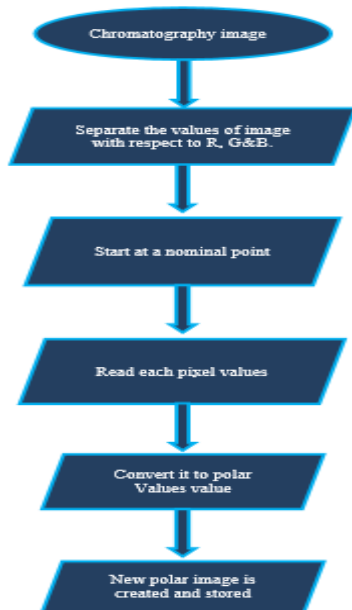 Chromatography image
Separate the values of image
with respect to R, G&B.
Start at a nominal point
Read each pixel values
Convert it to polar
Values value
New polar image is
created and stored